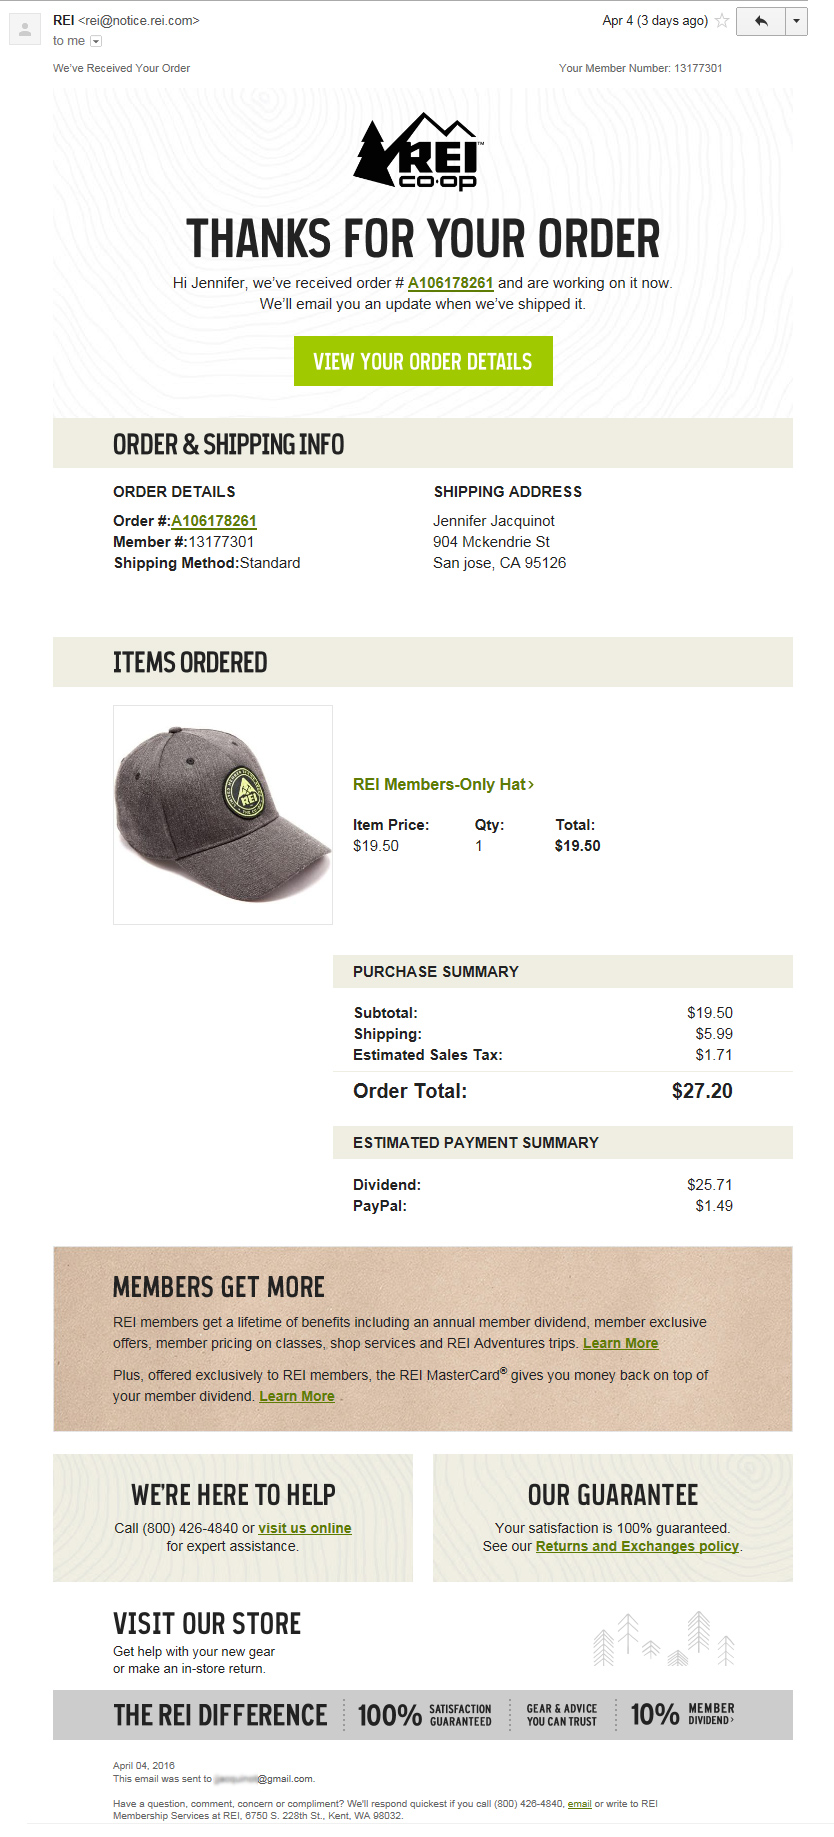 REI <rei@notice.rei.com>
Apr 4 (3 days ago)
to me
We've Received Your Order
Your Member Number: 13177301
REI™
CO·OP
THANKS FOR YOUR ORDER
Hi Jennifer, we've received order # A106178261 and are working on it now.
We'll email you an update when we've shipped it.
VIEW YOUR ORDER DETAILS
ORDER & SHIPPING INFO
ORDER DETAILS
Order #:A106178261
Member #:13177301
Shipping Method:Standard
SHIPPING ADDRESS
Jennifer Jacquinot
904 Mckendrie St
San jose, CA 95126
ITEMS ORDERED
REI
REI Members-Only Hat›
Item Price: Qty: Total:
$19.50 1 $19.50
PURCHASE SUMMARY
Subtotal: $19.50
Shipping: $5.99
Estimated Sales Tax: $1.71
Order Total: $27.20
ESTIMATED PAYMENT SUMMARY
Dividend: $25.71
PayPal: $1.49
MEMBERS GET MORE
REI members get a lifetime of benefits including an annual member dividend, member exclusive
offers, member pricing on classes, shop services and REI Adventures trips. Learn More
Plus, offered exclusively to REI members, the REI MasterCard® gives you money back on top of
your member dividend. Learn More
WE'RE HERE TO HELP
Call (800) 426-4840 or visit us online
for expert assistance.
OUR GUARANTEE
Your satisfaction is 100% guaranteed.
See our Returns and Exchanges policy.
VISIT OUR STORE
Get help with your new gear
or make an in-store return.
THE REI DIFFERENCE
100% SATISFACTION
GUARANTEED
GEAR & ADVICE
YOU CAN TRUST
10% MEMBER
DIVIDEND›
April 04, 2016
This email was sent to @gmail.com.
Have a question, comment, concern or compliment? We'll respond quickest if you call (800) 426-4840, email or write to REI
Membership Services at REI, 6750 S. 228th St., Kent, WA 98032.